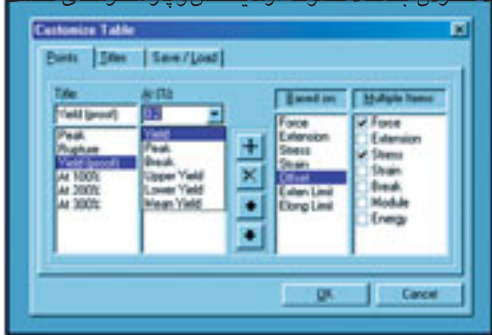 Customize Table
Points Titles Save / Load
Title: At [%]: Based on: Multiple Items:
Yield (proof) 0.2
Peak
Rupture
Yield (proof)
At 100%
At 200%
At 300%
Yield
Peak
Break
Upper Yield
Lower Yield
Mean Yield
Force
Extension
Stress
Strain
Offset
Exten Limit
Elong Limit
Force
Extension
Stress
Strain
Break
Module
Energy
OK Cancel